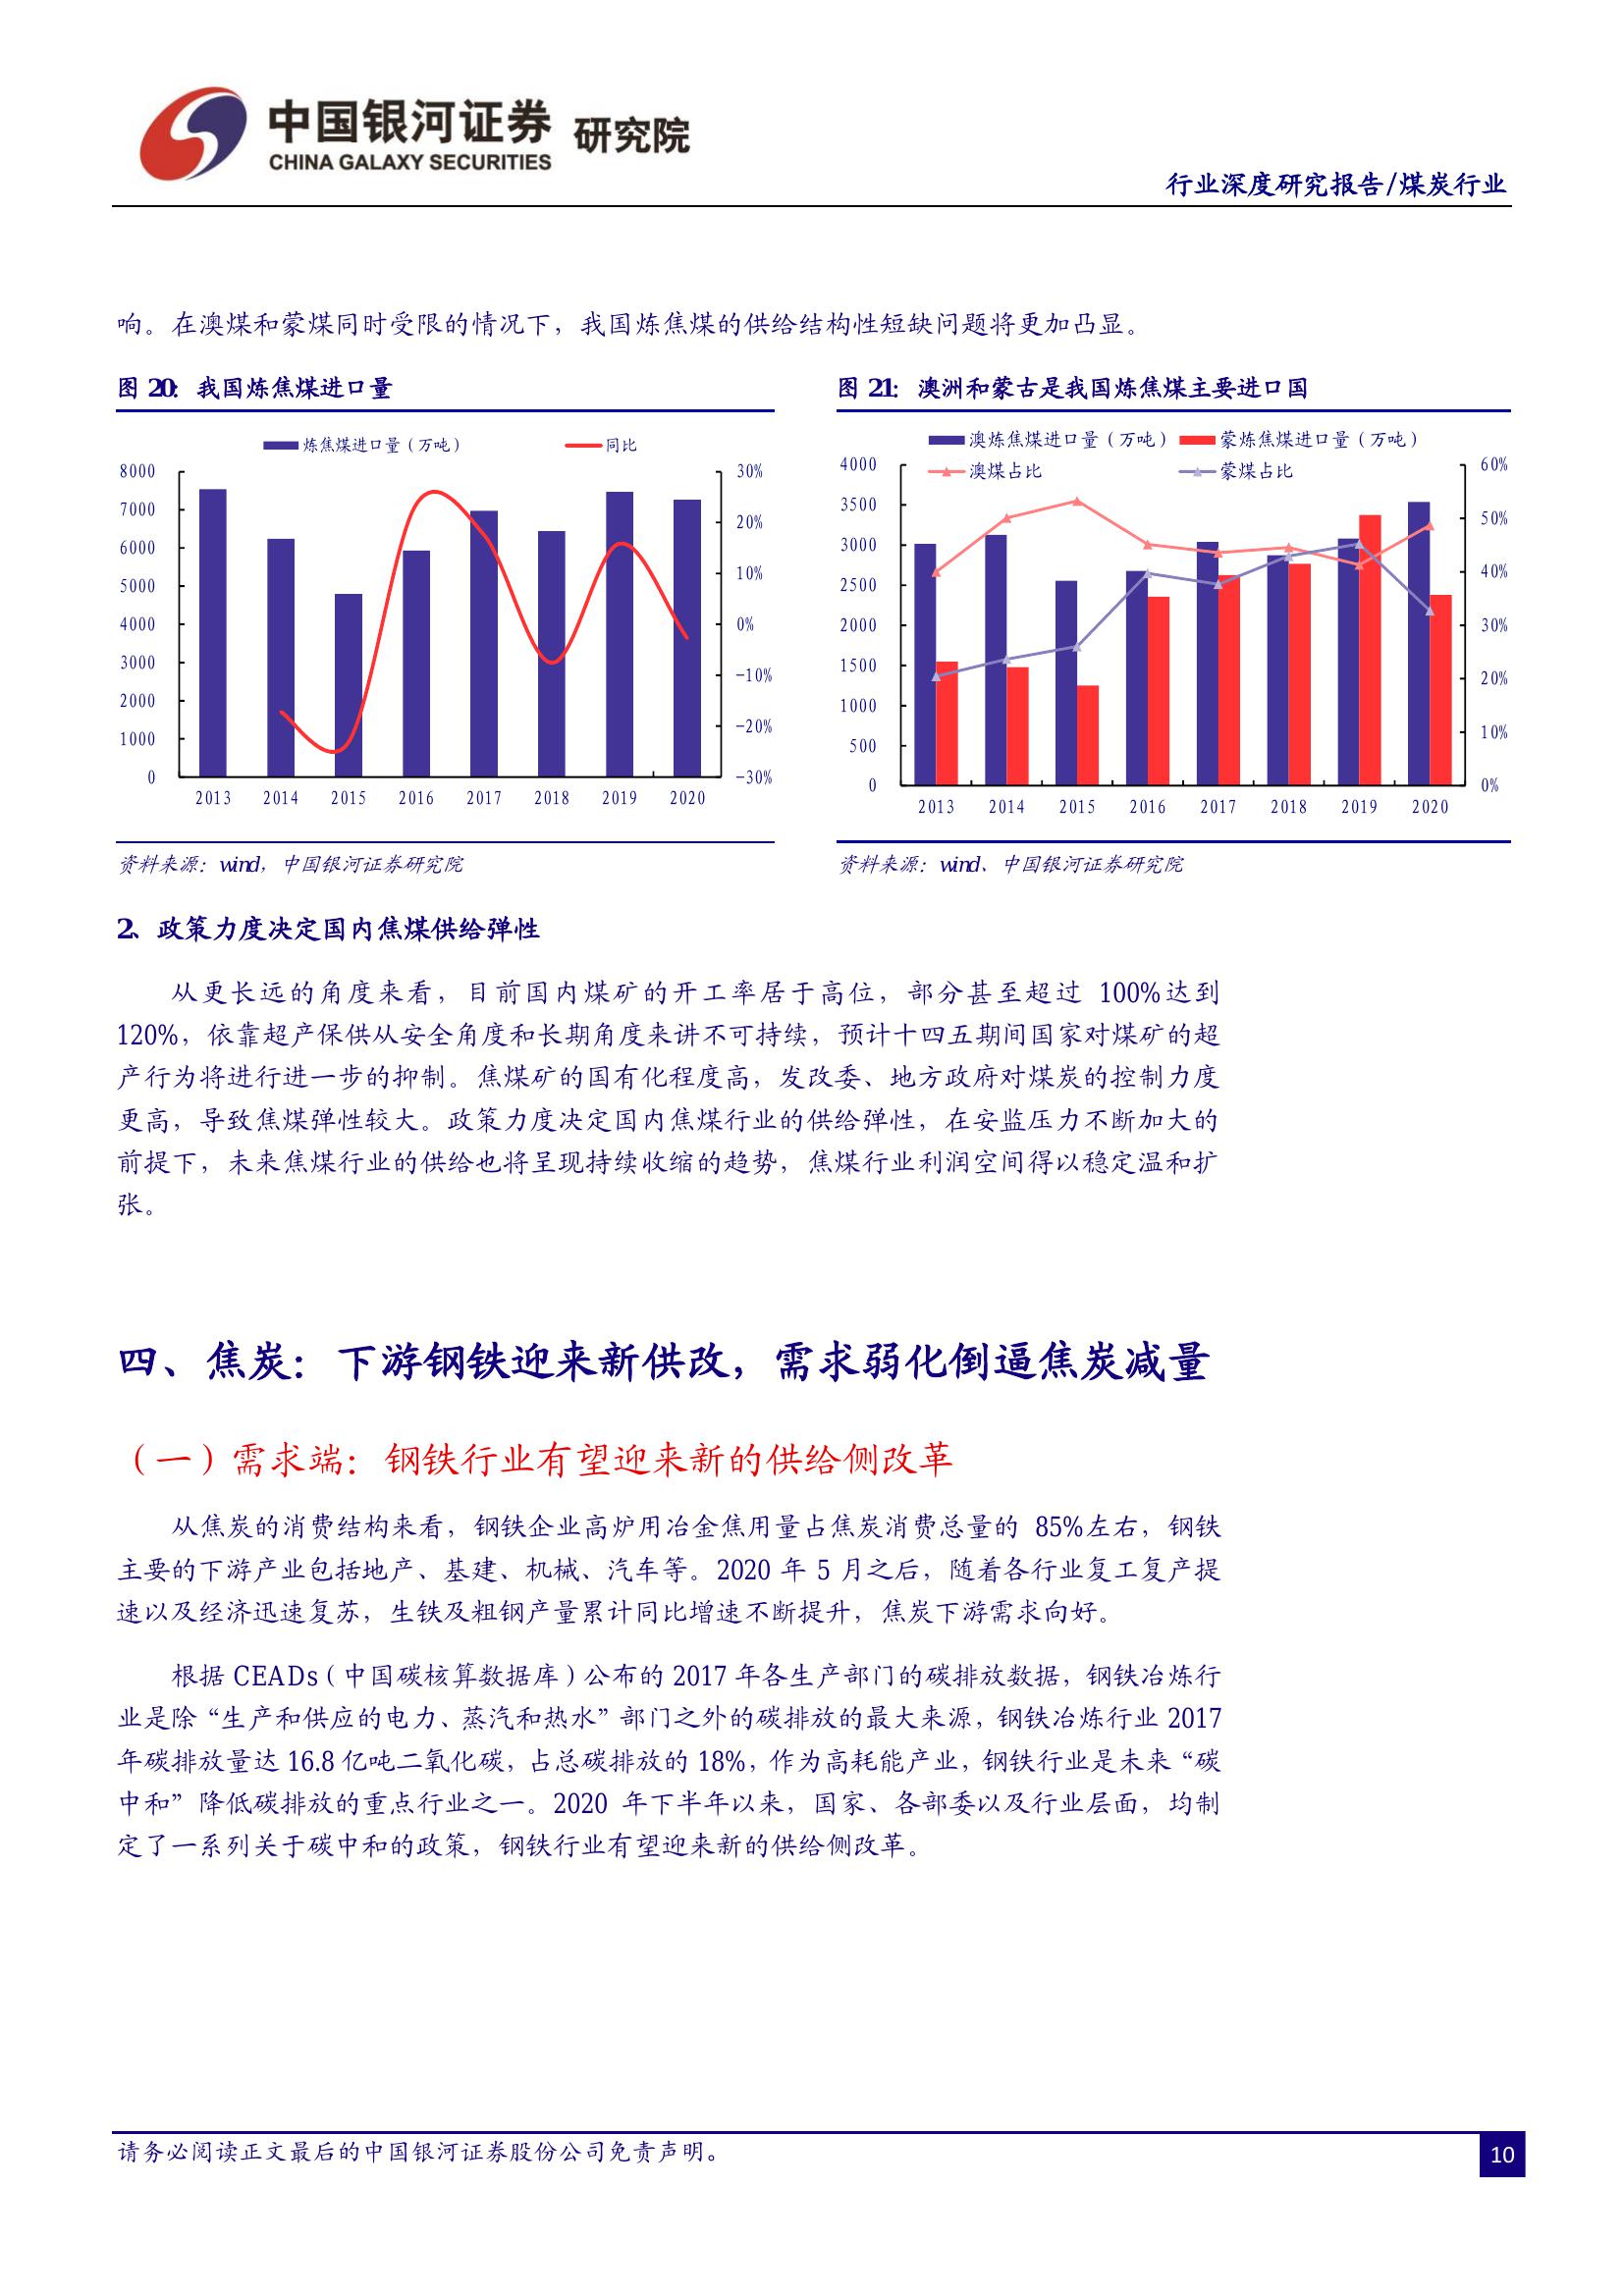 中国银河证券 研究院
CHINA GALAXY SECURITIES
行业深度研究报告/煤炭行业
响。在澳煤和蒙煤同时受限的情况下，我国炼焦煤的供给结构性短缺问题将更加凸显。
图 20：我国炼焦煤进口量
炼焦煤进口量（万吨） 同比
8000
7000
6000
5000
4000
3000
2000
1000
0
30%
20%
10%
0%
-10%
-20%
-30%
2013 2014 2015 2016 2017 2018 2019 2020
资料来源：wind，中国银河证券研究院
图 21：澳洲和蒙古是我国炼焦煤主要进口国
澳炼焦煤进口量（万吨） 蒙炼焦煤进口量（万吨）
澳煤占比 蒙煤占比
4000
3500
3000
2500
2000
1500
1000
500
0
60%
50%
40%
30%
20%
10%
0%
2013 2014 2015 2016 2017 2018 2019 2020
资料来源：wind、中国银河证券研究院
2、政策力度决定国内焦煤供给弹性
从更长远的角度来看，目前国内煤矿的开工率居于高位，部分甚至超过 100%达到
120%，依靠超产保供从安全角度和长期角度来讲不可持续，预计十四五期间国家对煤矿的超
产行为将进行进一步的抑制。焦煤矿的国有化程度高，发改委、地方政府对煤炭的控制力度
更高，导致焦煤弹性较大。政策力度决定国内焦煤行业的供给弹性，在安监压力不断加大的
前提下，未来焦煤行业的供给也将呈现持续收缩的趋势，焦煤行业利润空间得以稳定温和扩
张。
四、焦炭：下游钢铁迎来新供改，需求弱化倒逼焦炭减量
（一）需求端：钢铁行业有望迎来新的供给侧改革
从焦炭的消费结构来看，钢铁企业高炉用冶金焦用量占焦炭消费总量的 85%左右，钢铁
主要的下游产业包括地产、基建、机械、汽车等。2020 年 5 月之后，随着各行业复工复产提
速以及经济迅速复苏，生铁及粗钢产量累计同比增速不断提升，焦炭下游需求向好。
根据 CEADs（中国碳核算数据库）公布的 2017 年各生产部门的碳排放数据，钢铁冶炼行
业是除“生产和供应的电力、蒸汽和热水”部门之外的碳排放的最大来源，钢铁冶炼行业 2017
年碳排放量达 16.8 亿吨二氧化碳，占总碳排放的 18%，作为高耗能产业，钢铁行业是未来“碳
中和”降低碳排放的重点行业之一。2020 年下半年以来，国家、各部委以及行业层面，均制
定了一系列关于碳中和的政策，钢铁行业有望迎来新的供给侧改革。
请务必阅读正文最后的中国银河证券股份公司免责声明。
10